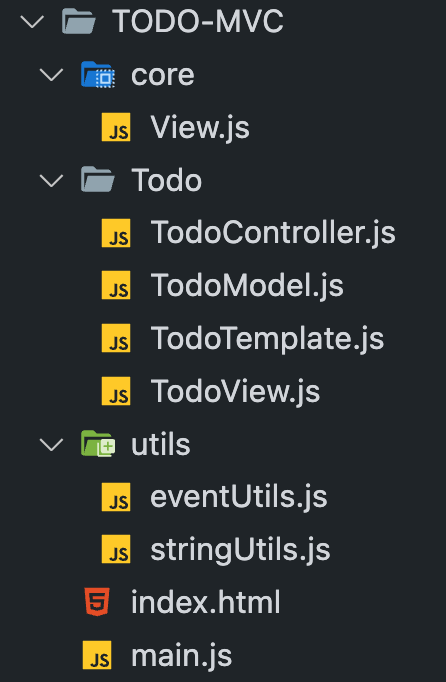 TODO-MVC
core
JS View.js
Todo
JS TodoController.js
JS TodoModel.js
JS TodoTemplate.js
JS TodoView.js
utils
JS eventUtils.js
JS stringUtils.js
5 index.html
JS main.js